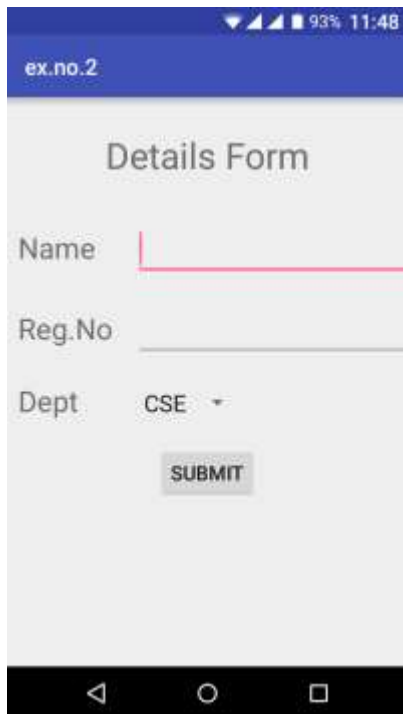 93% 11:48
ex.no.2
Details Form
Name
Reg.No
Dept CSE
SUBMIT